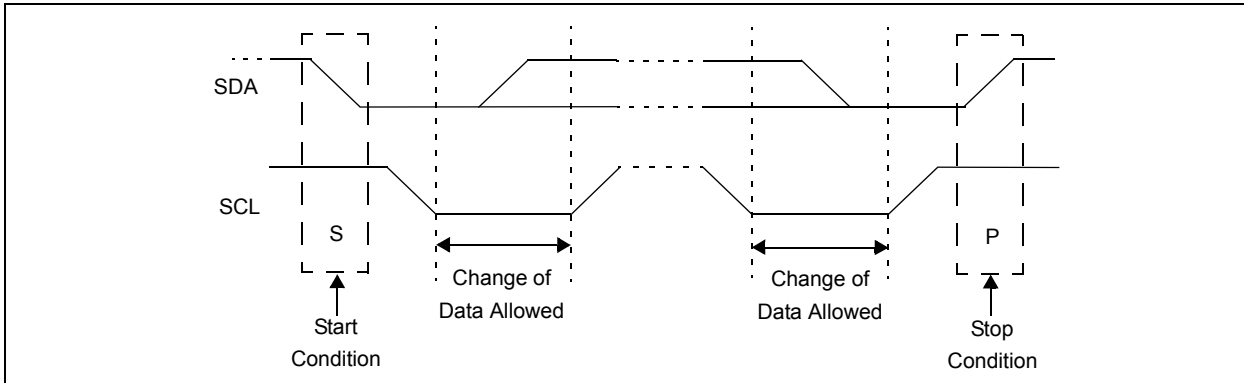 SDA
SCL
S
P
Change of
Data Allowed
Change of
Data Allowed
Start
Condition
Stop
Condition